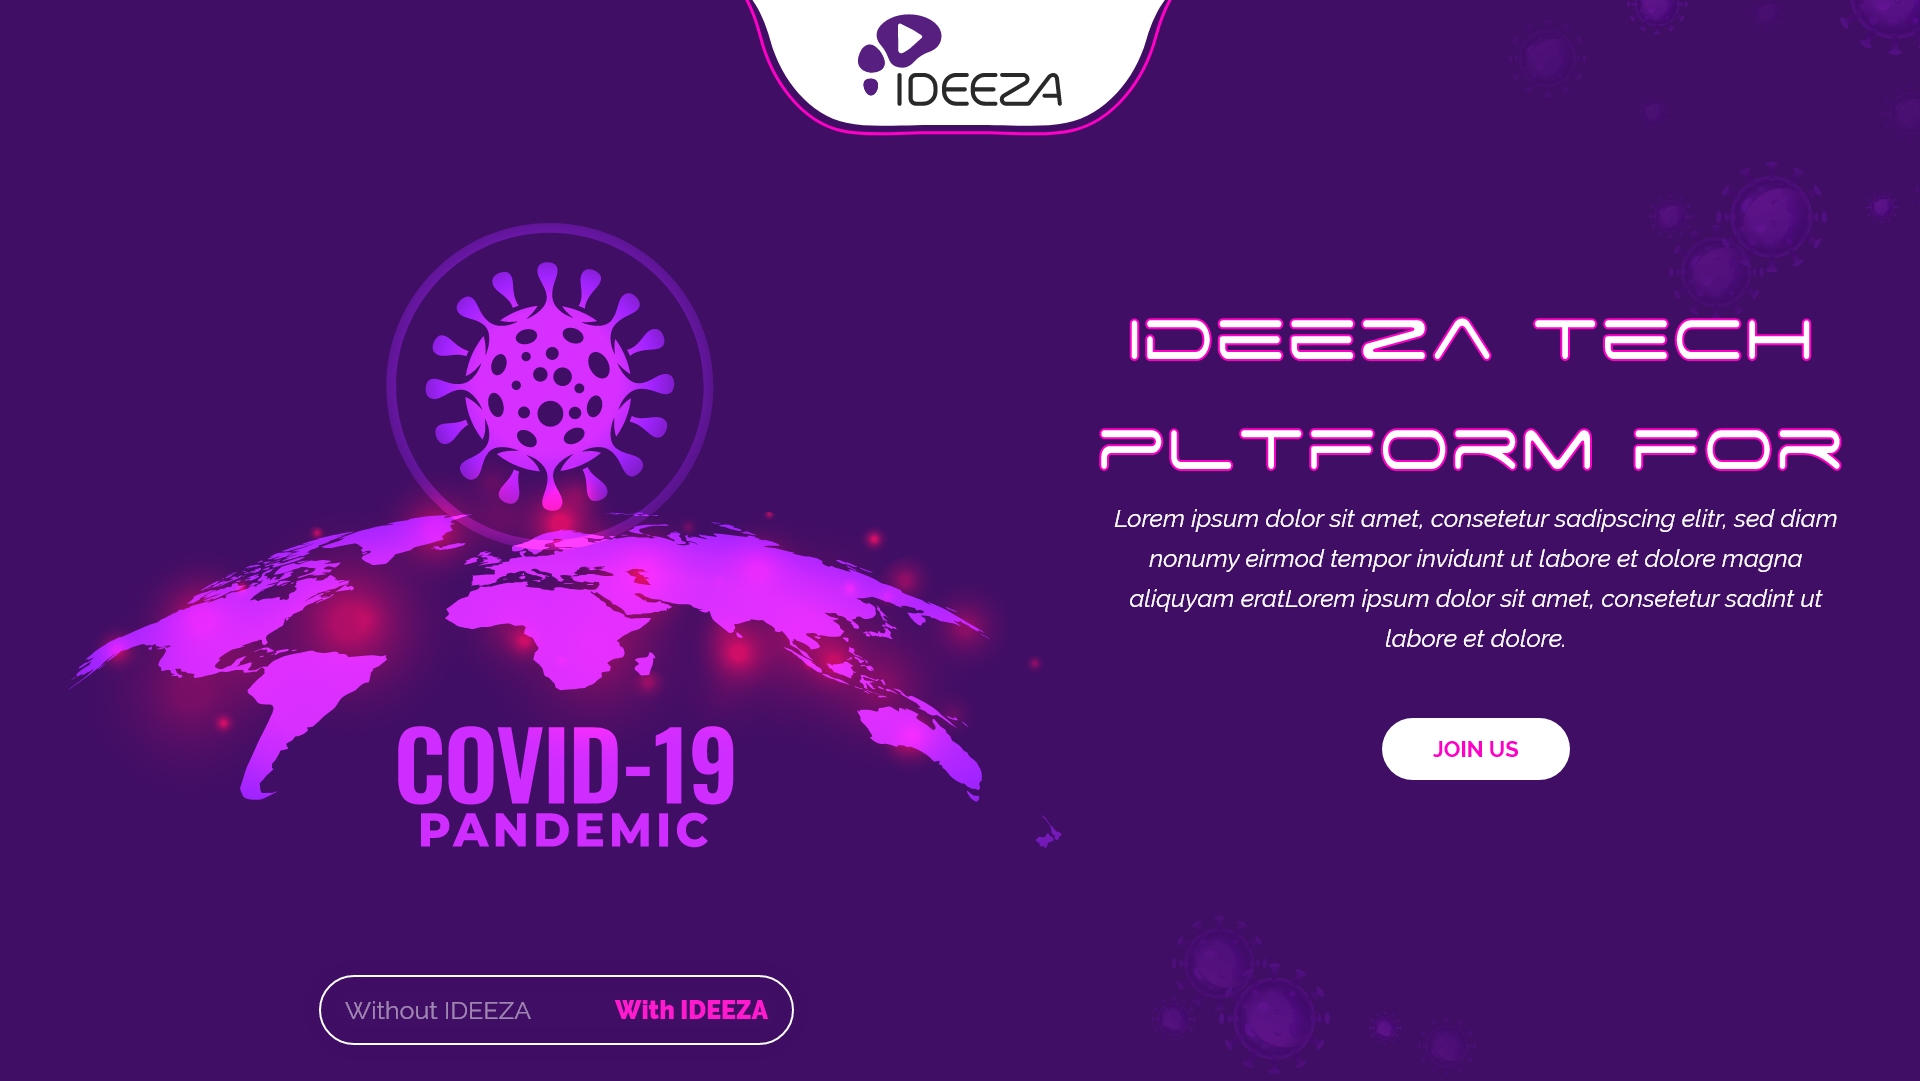 IDEEZA
IDEEZA TECH
PLTFORM FOR
Lorem ipsum dolor sit amet, consetetur sadipscing elitr, sed diam
nonumy eirmod tempor invidunt ut labore et dolore magna
aliquyam eratLorem ipsum dolor sit amet, consetetur sadint ut
labore et dolore.
JOIN US
COVID-19
PANDEMIC
Without IDEEZA
With IDEEZA